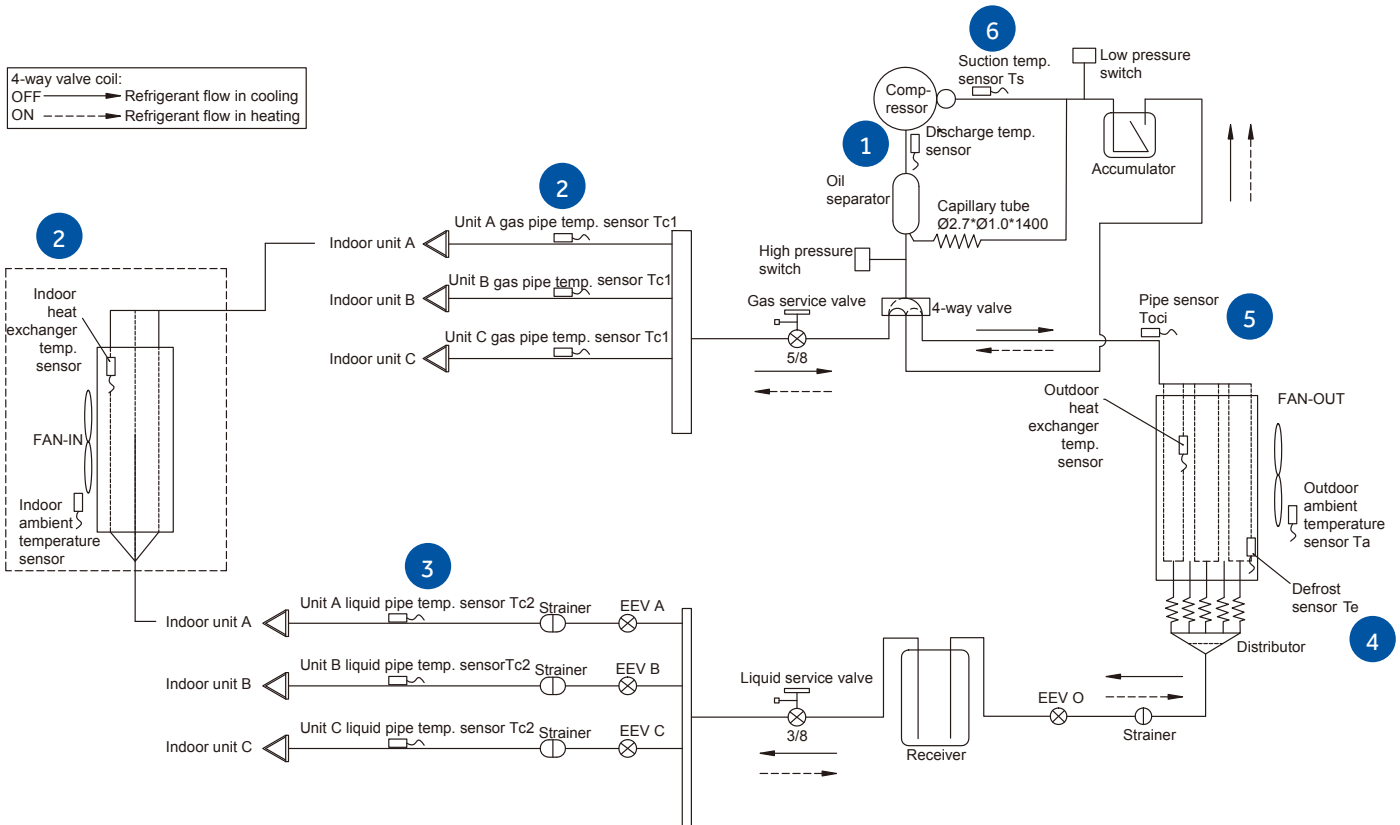 4-way valve coil:
OFF Refrigerant flow in cooling
ON Refrigerant flow in heating
6
Suction temp.
sensor Ts
Low pressure
switch
Comp-
ressor
1
Discharge temp.
sensor
Accumulator
Oil
separator
Capillary tube
Ø2.7*Ø1.0*1400
High pressure
switch
4-way valve
Gas service valve
5/8
2
Unit A gas pipe temp. sensor Tc1
Indoor unit A
Unit B gas pipe temp. sensor Tc1
Indoor unit B
Unit C gas pipe temp. sensor Tc1
Indoor unit C
2
Indoor
heat
exchanger
temp.
sensor
FAN-IN
Indoor
ambient
temperature
sensor
Pipe sensor
Toci
5
Outdoor
heat
exchanger
temp.
sensor
FAN-OUT
Outdoor
ambient
temperature
sensor Ta
Defrost
sensor Te
4
Distributor
3
Unit A liquid pipe temp. sensor Tc2
Strainer
EEV A
Indoor unit A
Unit B liquid pipe temp. sensorTc2
Strainer
EEV B
Indoor unit B
Unit C liquid pipe temp. sensor Tc2
Strainer
EEV C
Indoor unit C
Liquid service valve
3/8
Receiver
EEV O
Strainer